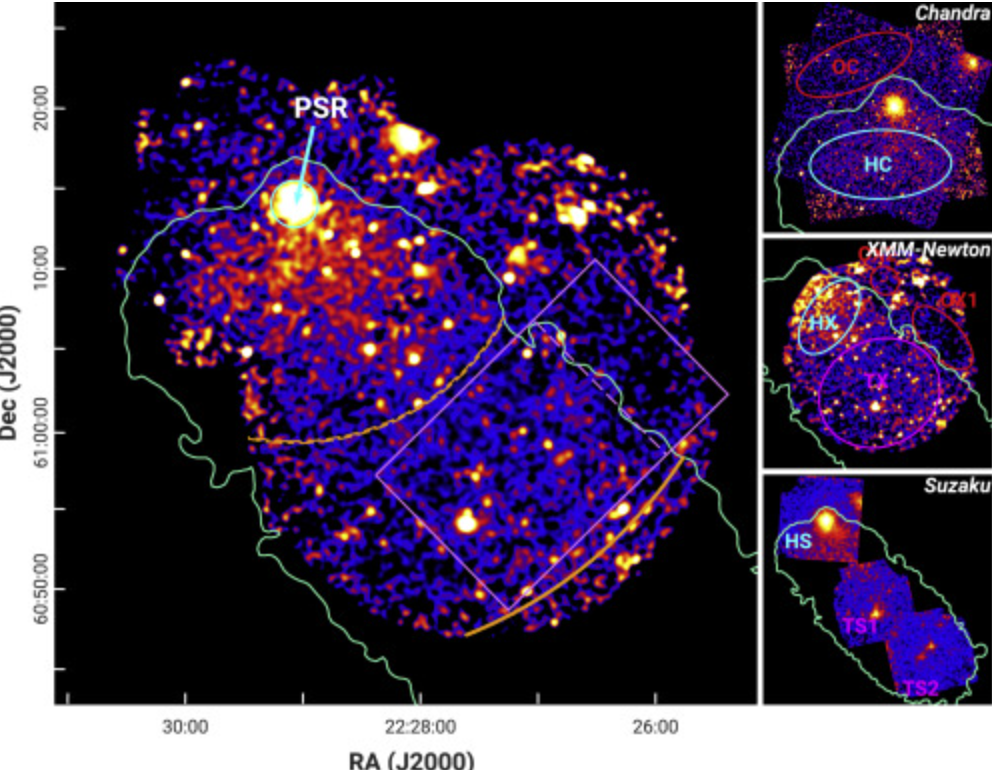 PSR
20:00
10:00
61:00:00
60:50:00
Dec (J2000)
30:00
22:28:00
26:00
RA (J2000)
Chandra
OC
HC
XMM-Newton
OX1
HX
TX
Suzaku
HS
TS1
TS2